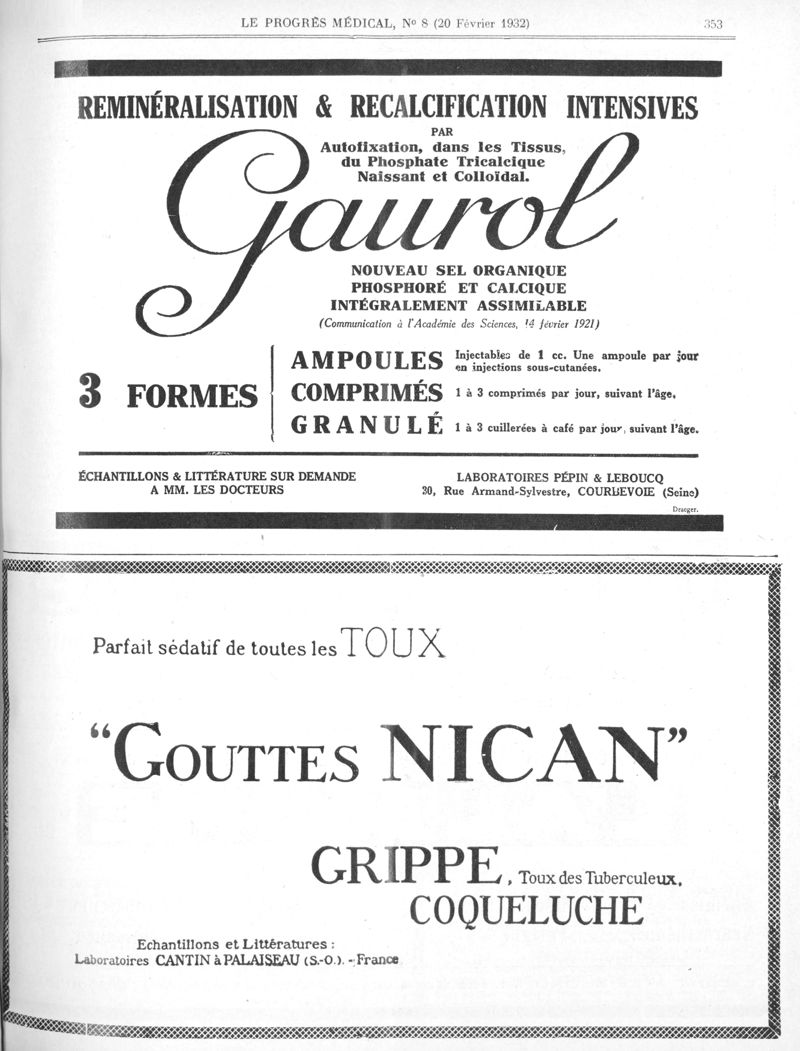 LE PROGRÈS MÉDICAL, No 8 (20 Février 1932) 353
REMINÉRALISATION & RECALCIFICATION INTENSIVES
PAR
Autofixation, dans les Tissus,
du Phosphate Tricalcique
Naissant et Colloïdal.
Gaurol
NOUVEAU SEL ORGANIQUE
PHOSPHORÉ ET CALCIQUE
INTÉGRALEMENT ASSIMILABLE
(Communication à l'Académie des Sciences, 14 février 1921)
3 FORMES
AMPOULES Injectables de 1 cc. Une ampoule par jour
en injections sous-cutanées.
COMPRIMÉS 1 à 3 comprimés par jour, suivant l'âge.
GRANULÉ 1 à 3 cuillerées à café par jour, suivant l'âge.
ÉCHANTILLONS & LITTÉRATURE SUR DEMANDE
A MM. LES DOCTEURS
LABORATOIRES PÉPIN & LEBOUCQ
30, Rue Armand-Sylvestre, COURBEVOIE (Seine)
Draeger.
Parfait sédatif de toutes les TOUX
“GOUTTES NICAN”
GRIPPE, Toux des Tuberculeux,
COQUELUCHE
Echantillons et Littératures :
Laboratoires CANTIN à PALAISEAU (S.-O.). - France